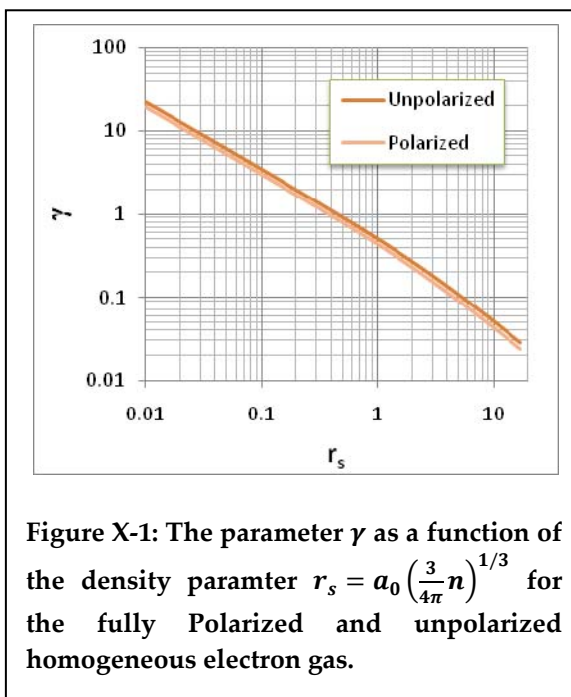 100
10
1
0.1
0.01
γ
Unpolarized
Polarized
0.01 0.1 1 10
r_s
Figure X-1: The parameter γ as a function of
the density paramter r_s = a_0 (3/4π n)^{1/3} for
the fully Polarized and unpolarized
homogeneous electron gas.